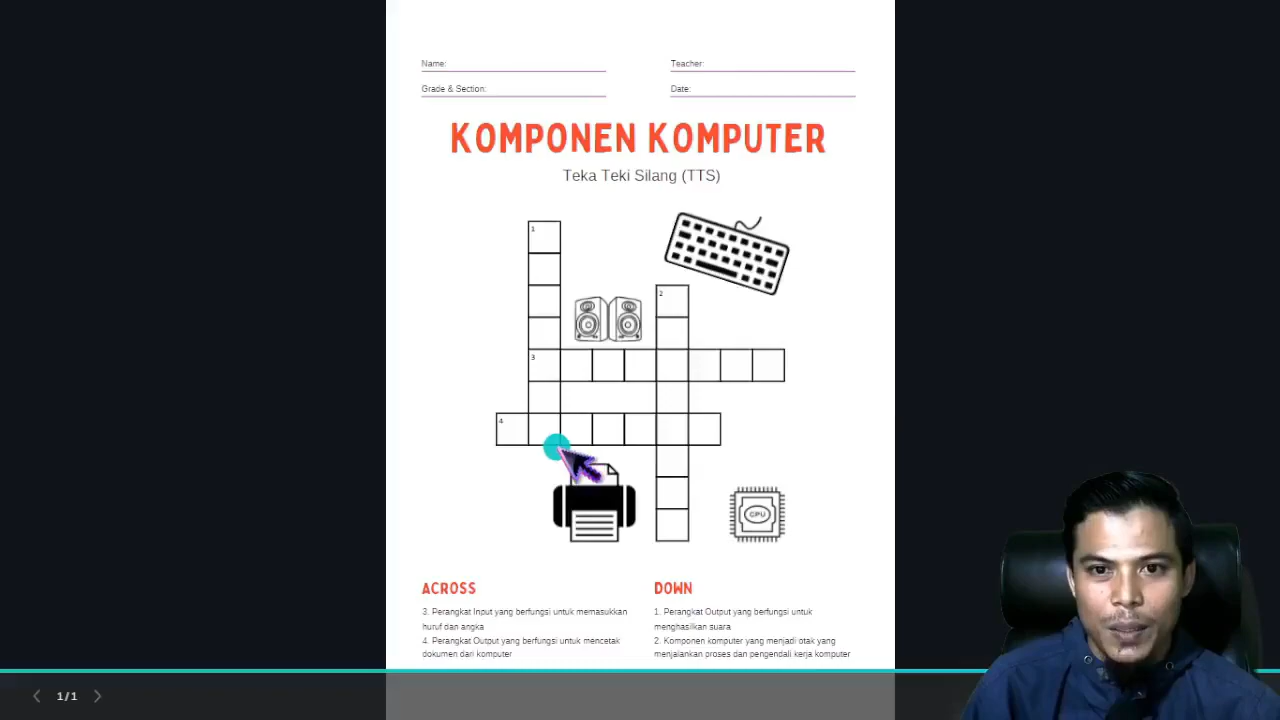 Name:
Teacher:
Grade & Section:
Date:
KOMPONEN KOMPUTER
Teka Teki Silang (TTS)
1
2
3
4
CPU
ACROSS
3. Perangkat Input yang berfungsi untuk memasukkan
huruf dan angka
4. Perangkat Output yang berfungsi untuk mencetak
dokumen dari komputer
DOWN
1. Perangkat Output yang berfungsi untuk
menghasilkan suara
2. Komponen komputer yang menjadi otak yang
menjalankan proses dan pengendali kerja komputer
1/1